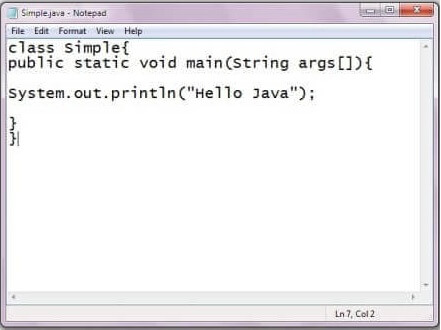 Simple.java - Notepad
File Edit Format View Help
class Simple{
public static void main(String args[]){
System.out.println("Hello Java");
}
}
Ln 7, Col 2